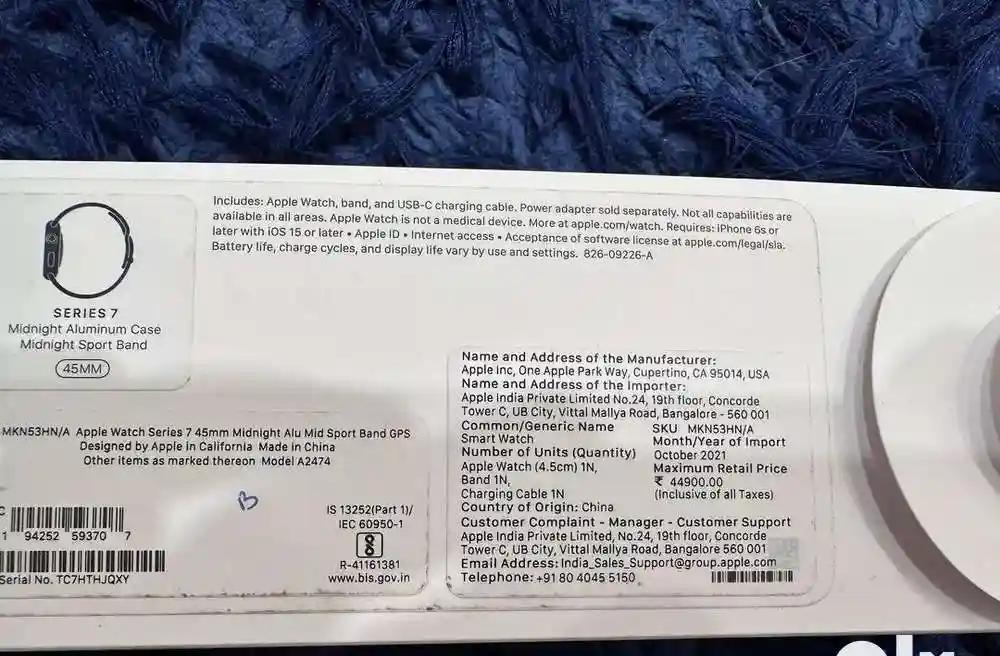 Includes: Apple Watch, band, and USB-C charging cable. Power adapter sold separately. Not all capabilities are
available in all areas. Apple Watch is not a medical device. More at apple.com/watch. Requires: iPhone 6s or
later with iOS 15 or later • Apple ID • Internet access • Acceptance of software license at apple.com/legal/sla.
Battery life, charge cycles, and display life vary by use and settings. 826-09226-A
SERIES 7
Midnight Aluminum Case
Midnight Sport Band
45MM
MKN53HN/A Apple Watch Series 7 45mm Midnight Alu Mid Sport Band GPS
Designed by Apple in California Made in China
Other items as marked thereon Model A2474
B
IS 13252(Part 1)/
IEC 60950-1
R-41161381
www.bis.gov.in
1 94252 59370 7
Serial No. TC7HTHJQXY
Name and Address of the Manufacturer:
Apple Inc, One Apple Park Way, Cupertino, CA 95014, USA
Name and Address of the Importer:
Apple India Private Limited No.24, 19th floor, Concorde
Tower C, UB City, Vittal Mallya Road, Bangalore - 560 001
Common/Generic Name
Smart Watch
Number of Units (Quantity)
Apple Watch (4.5cm) 1N,
Band 1N,
Charging Cable 1N
SKU MKN53HN/A
Month/Year of Import
October 2021
Maximum Retail Price
₹ 44900.00
(Inclusive of all Taxes)
Country of Origin: China
Customer Complaint - Manager - Customer Support
Apple India Private Limited, No.24, 19th floor, Concorde
Tower C, UB City, Vittal Mallya Road, Bangalore 560001
Email Address: India_Sales_Support@group.apple.com
Telephone: +91 80 4045 5150
olx